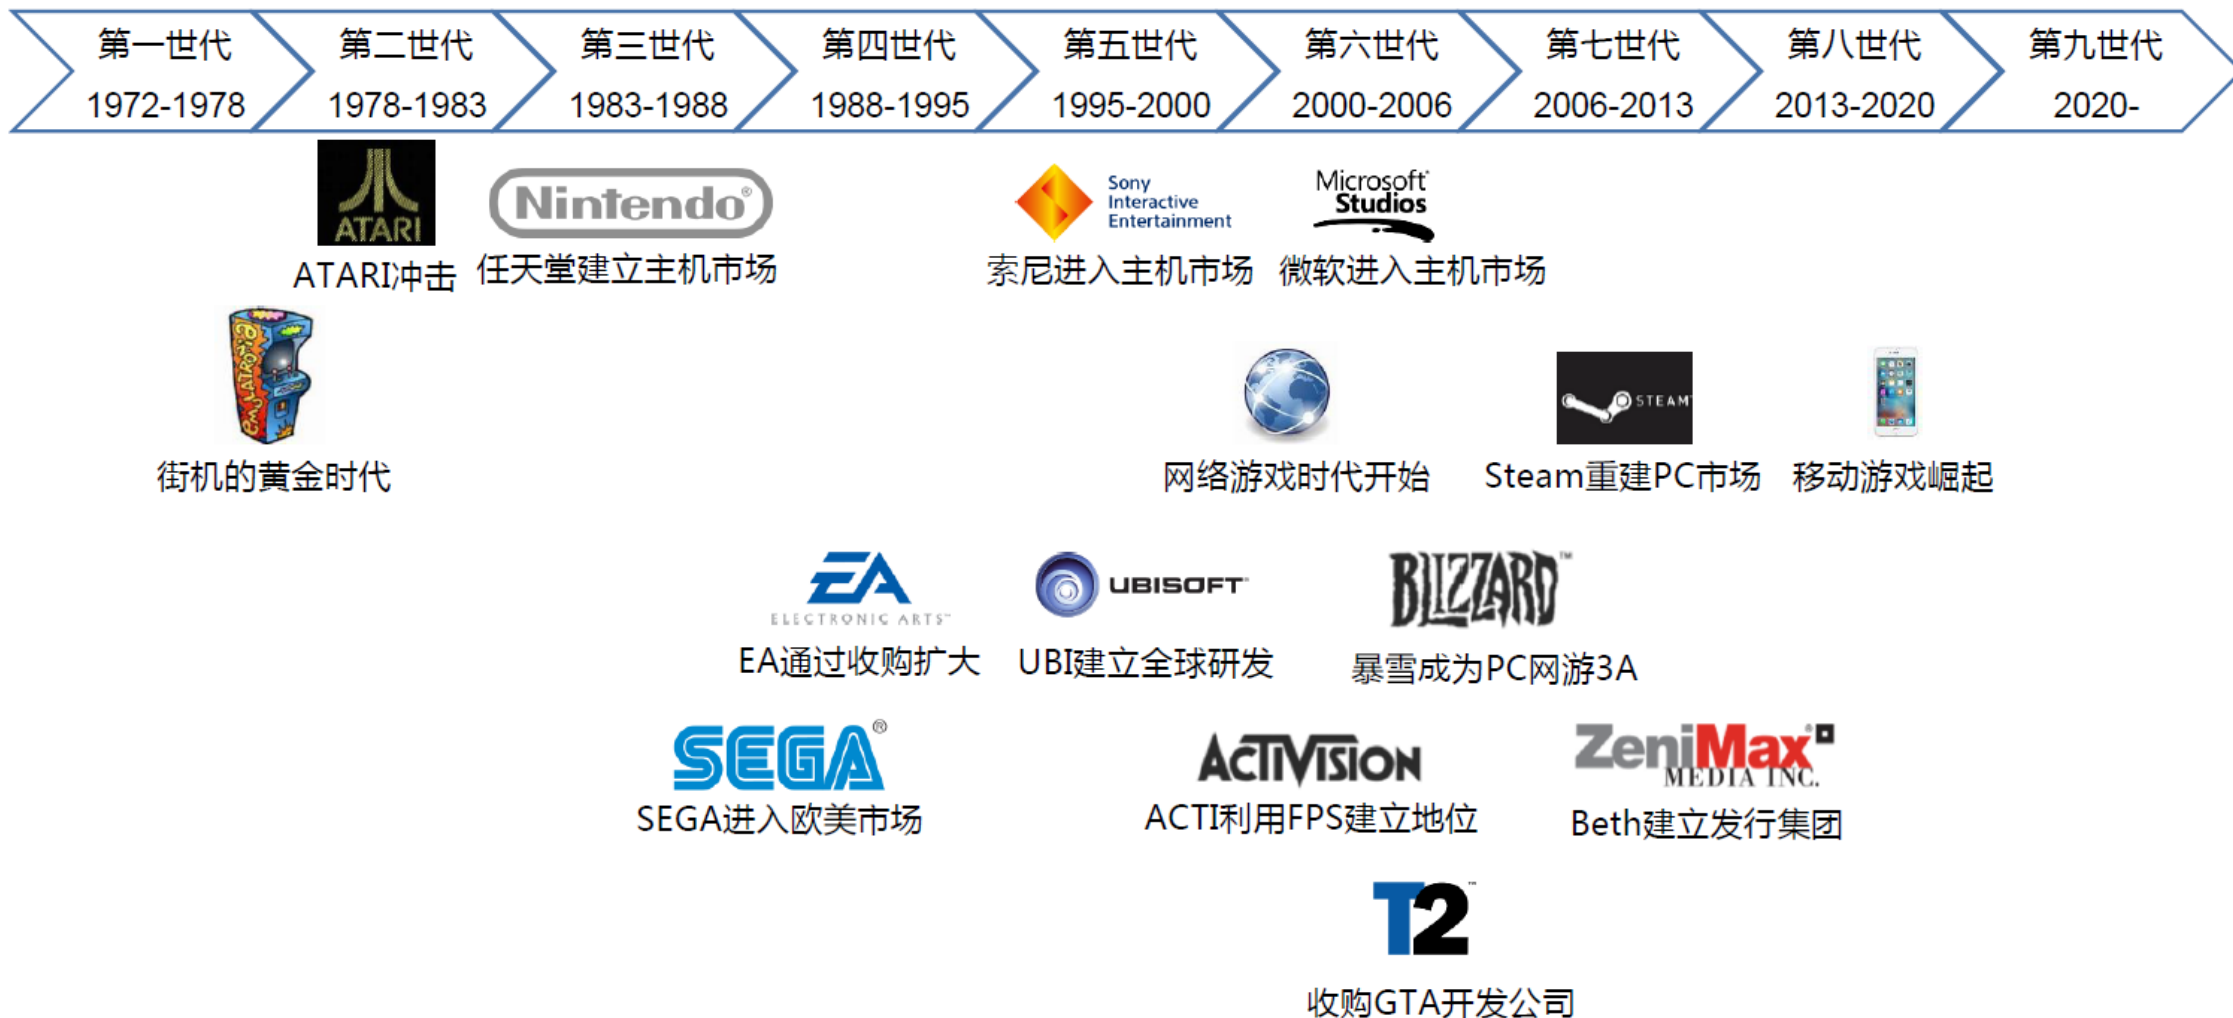 第一世代
1972-1978
第二世代
1978-1983
第三世代
1983-1988
第四世代
1988-1995
第五世代
1995-2000
第六世代
2000-2006
第七世代
2006-2013
第八世代
2013-2020
第九世代
2020-
ATARI
ATARI冲击
Nintendo®
任天堂建立主机市场
Sony
Interactive
Entertainment
索尼进入主机市场
Microsoft®
Studios
微软进入主机市场
街机的黄金时代
网络游戏时代开始
STEAM™
Steam重建PC市场
移动游戏崛起
EA
ELECTRONIC ARTS™
EA通过收购扩大
UBISOFT®
UBI建立全球研发
BLIZZARD™
暴雪成为PC网游3A
SEGA®
SEGA进入欧美市场
ACTIVISION
ACTI利用FPS建立地位
ZeniMax®
MEDIA INC.
Beth建立发行集团
T2™
收购GTA开发公司